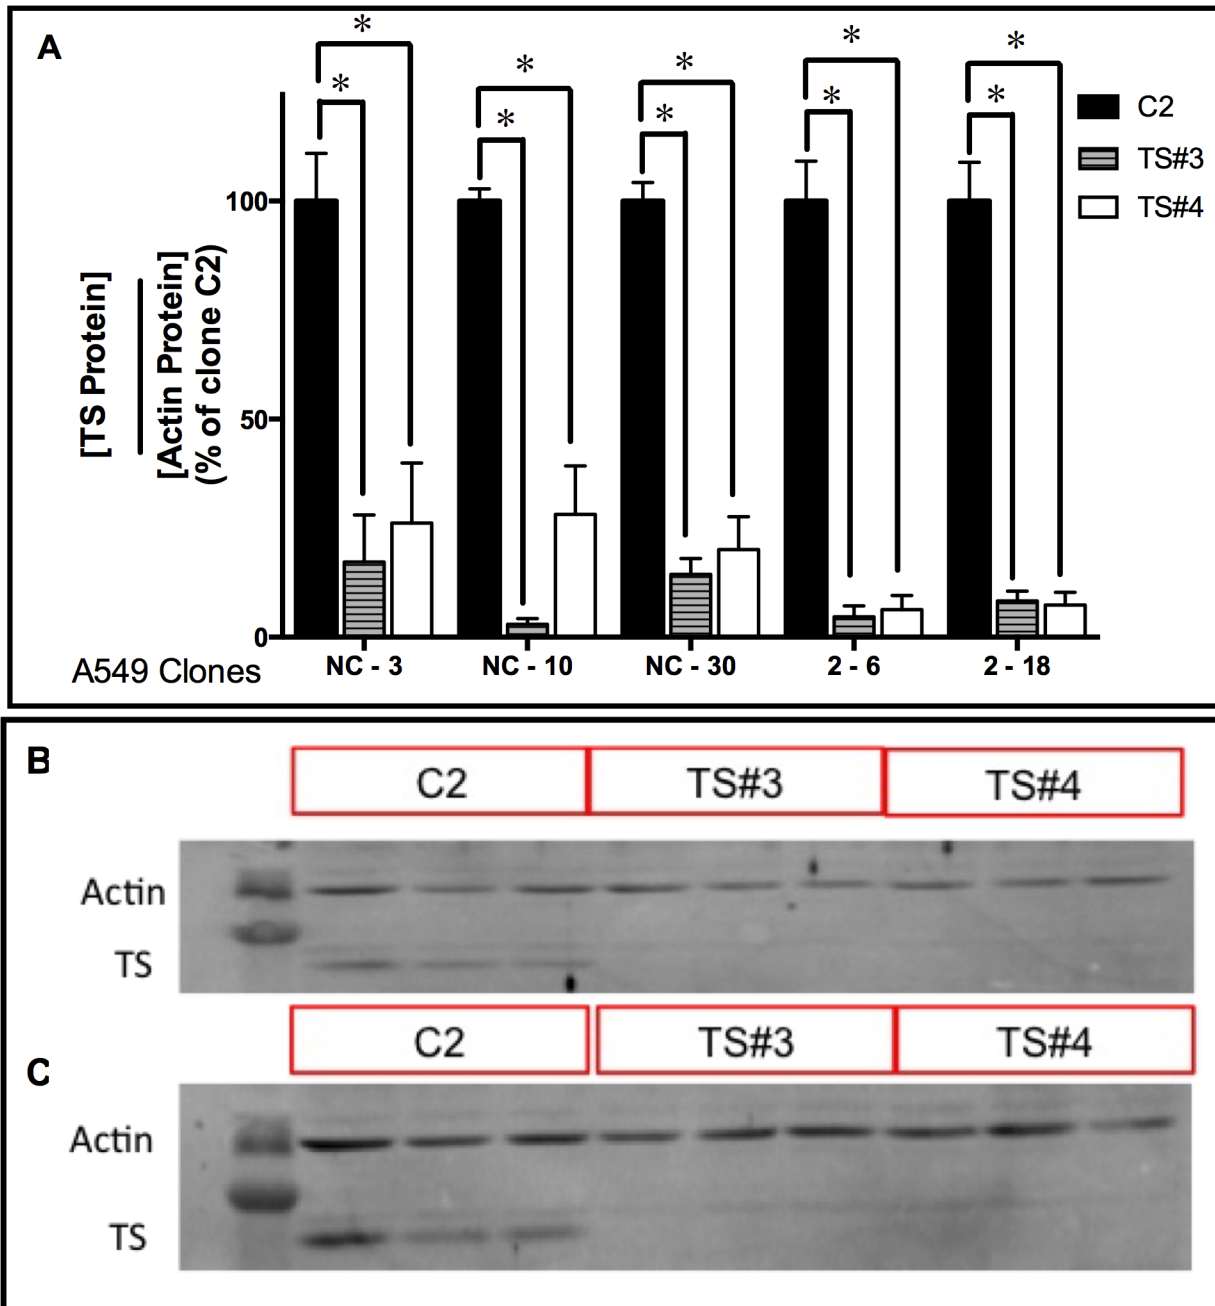 A
*
*
*
*
*
*
*
*
*
*
C2
TS#3
TS#4
100
50
0
[TS Protein]
[Actin Protein]
(% of clone C2)
A549 Clones
NC - 3
NC - 10
NC - 30
2 - 6
2 - 18
B
C2
TS#3
TS#4
Actin
TS
C
C2
TS#3
TS#4
Actin
TS